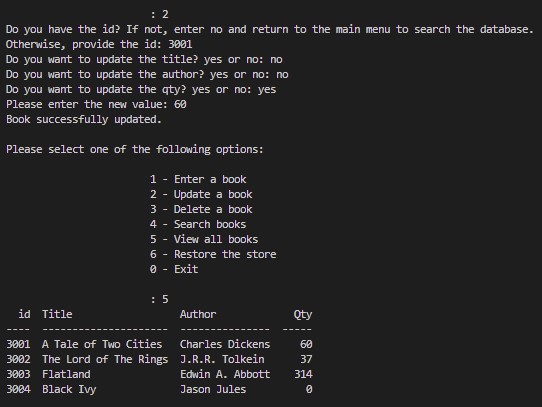 : 2
Do you have the id? If not, enter no and return to the main menu to search the database.
Otherwise, provide the id: 3001
Do you want to update the title? yes or no: no
Do you want to update the author? yes or no: no
Do you want to update the qty? yes or no: yes
Please enter the new value: 60
Book successfully updated.
Please select one of the following options:
1 - Enter a book
2 - Update a book
3 - Delete a book
4 - Search books
5 - View all books
6 - Restore the store
0 - Exit
: 5
id Title Author Qty
---- --------------------- --------------- -----
3001 A Tale of Two Cities Charles Dickens 60
3002 The Lord of The Rings J.R.R. Tolkein 37
3003 Flatland Edwin A. Abbott 314
3004 Black Ivy Jason Jules 0